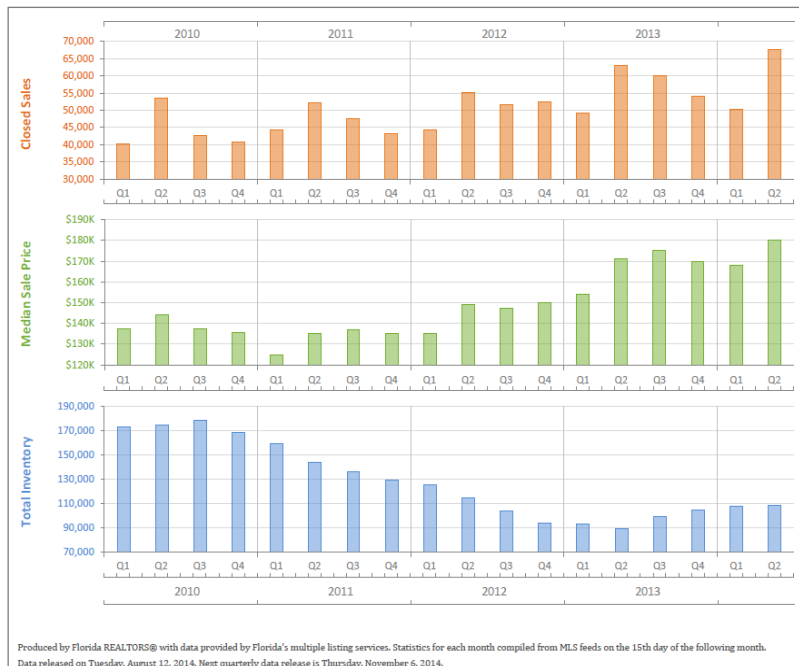 2010 2011 2012 2013
Closed Sales
70,000
65,000
60,000
55,000
50,000
45,000
40,000
35,000
30,000
Q1 Q2 Q3 Q4 Q1 Q2 Q3 Q4 Q1 Q2 Q3 Q4 Q1 Q2 Q3 Q4 Q1 Q2
Median Sale Price
$190K
$180K
$170K
$160K
$150K
$140K
$130K
$120K
Q1 Q2 Q3 Q4 Q1 Q2 Q3 Q4 Q1 Q2 Q3 Q4 Q1 Q2 Q3 Q4 Q1 Q2
Total Inventory
190,000
170,000
150,000
130,000
110,000
90,000
70,000
Q1 Q2 Q3 Q4 Q1 Q2 Q3 Q4 Q1 Q2 Q3 Q4 Q1 Q2 Q3 Q4 Q1 Q2
2010 2011 2012 2013
Produced by Florida REALTORS® with data provided by Florida's multiple listing services. Statistics for each month compiled from MLS feeds on the 15th day of the following month.
Data released on Tuesday, August 12, 2014. Next quarterly data release is Thursday, November 6, 2014.